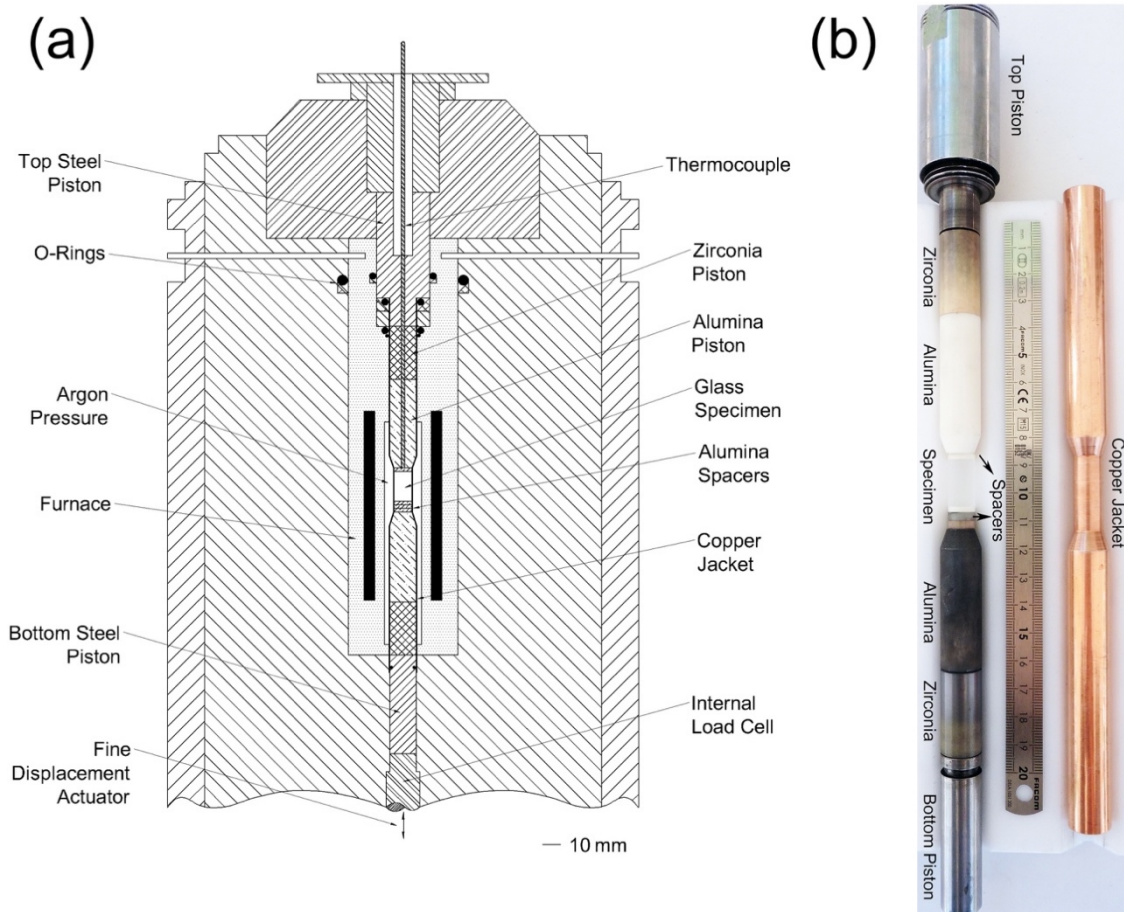 (a)
Top Steel
Piston
O-Rings
Argon
Pressure
Furnace
Bottom Steel
Piston
Fine
Displacement
Actuator
Thermocouple
Zirconia
Piston
Alumina
Piston
Glass
Specimen
Alumina
Spacers
Copper
Jacket
Internal
Load Cell
10 mm
(b)
Top Piston
Zirconia
Alumina
Specimen
Spacers
Alumina
Zirconia
Bottom Piston
Copper Jacket
1
2
3
4
5
6
CE
7
8
9
10
11
12
13
14
15
16
17
18
19
20
FACOM